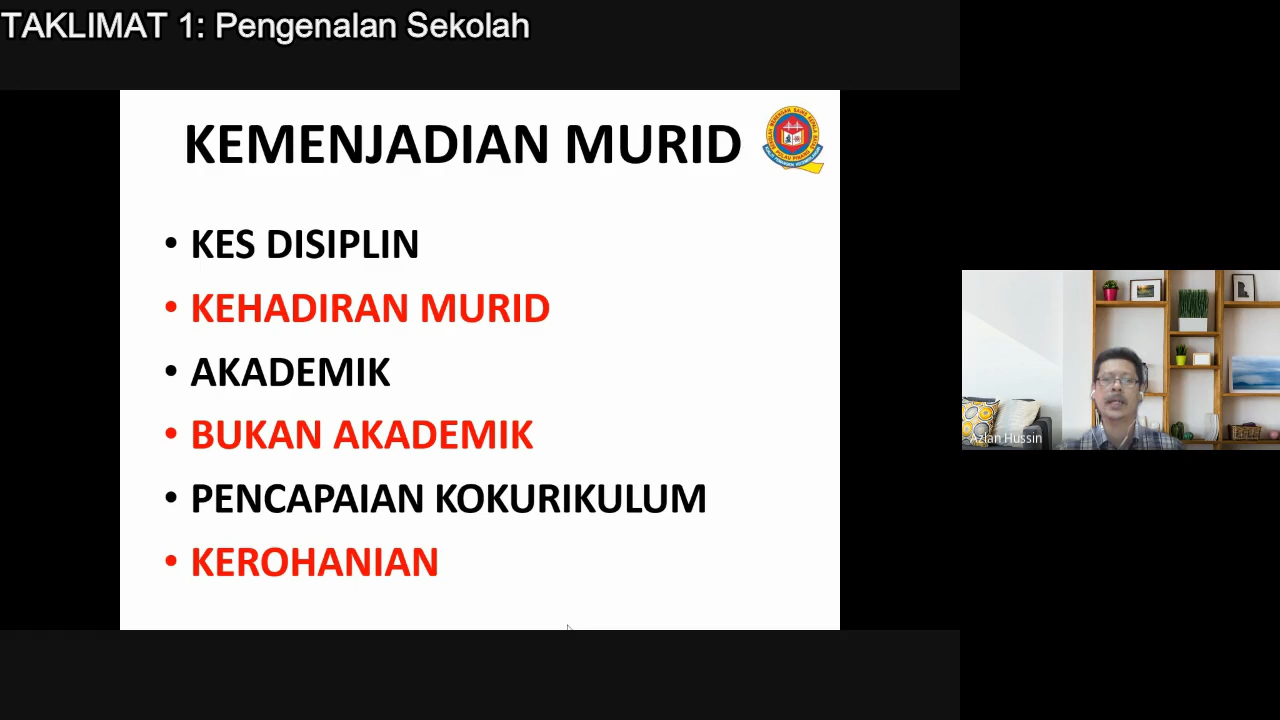 TAKLIMAT 1: Pengenalan Sekolah
KEMENJADIAN MURID
• KES DISIPLIN
• KEHADIRAN MURID
• AKADEMIK
• BUKAN AKADEMIK
• PENCAPAIAN KOKURIKULUM
• KEROHANIAN
Azlan Hussin